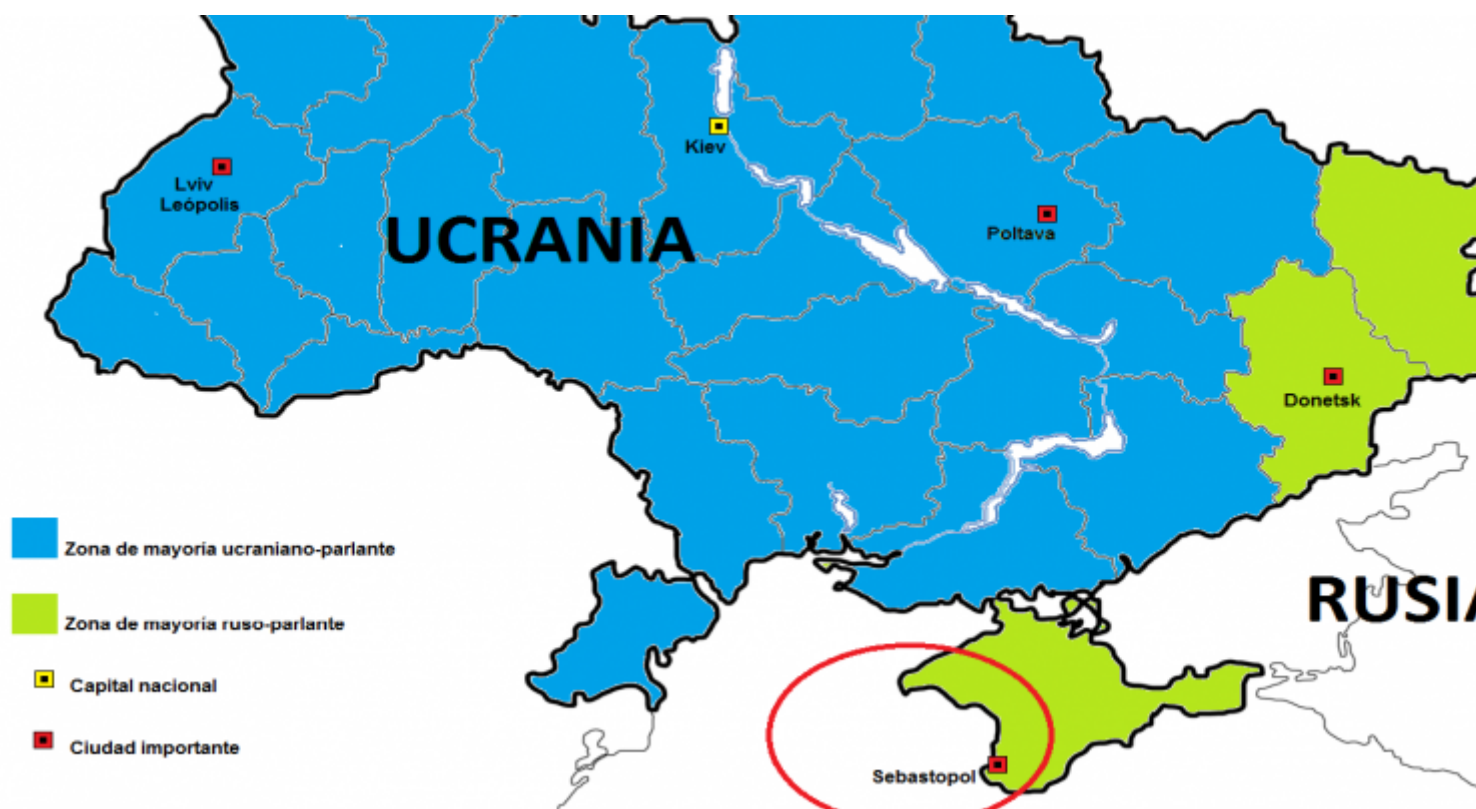 Kiev
Lviv
Leópolis
UCRANIA
Poltava
Donetsk
Zona de mayoría ucraniano-parlante
RUSIA
Zona de mayoría ruso-parlante
Capital nacional
Ciudad importante
Sebastopol